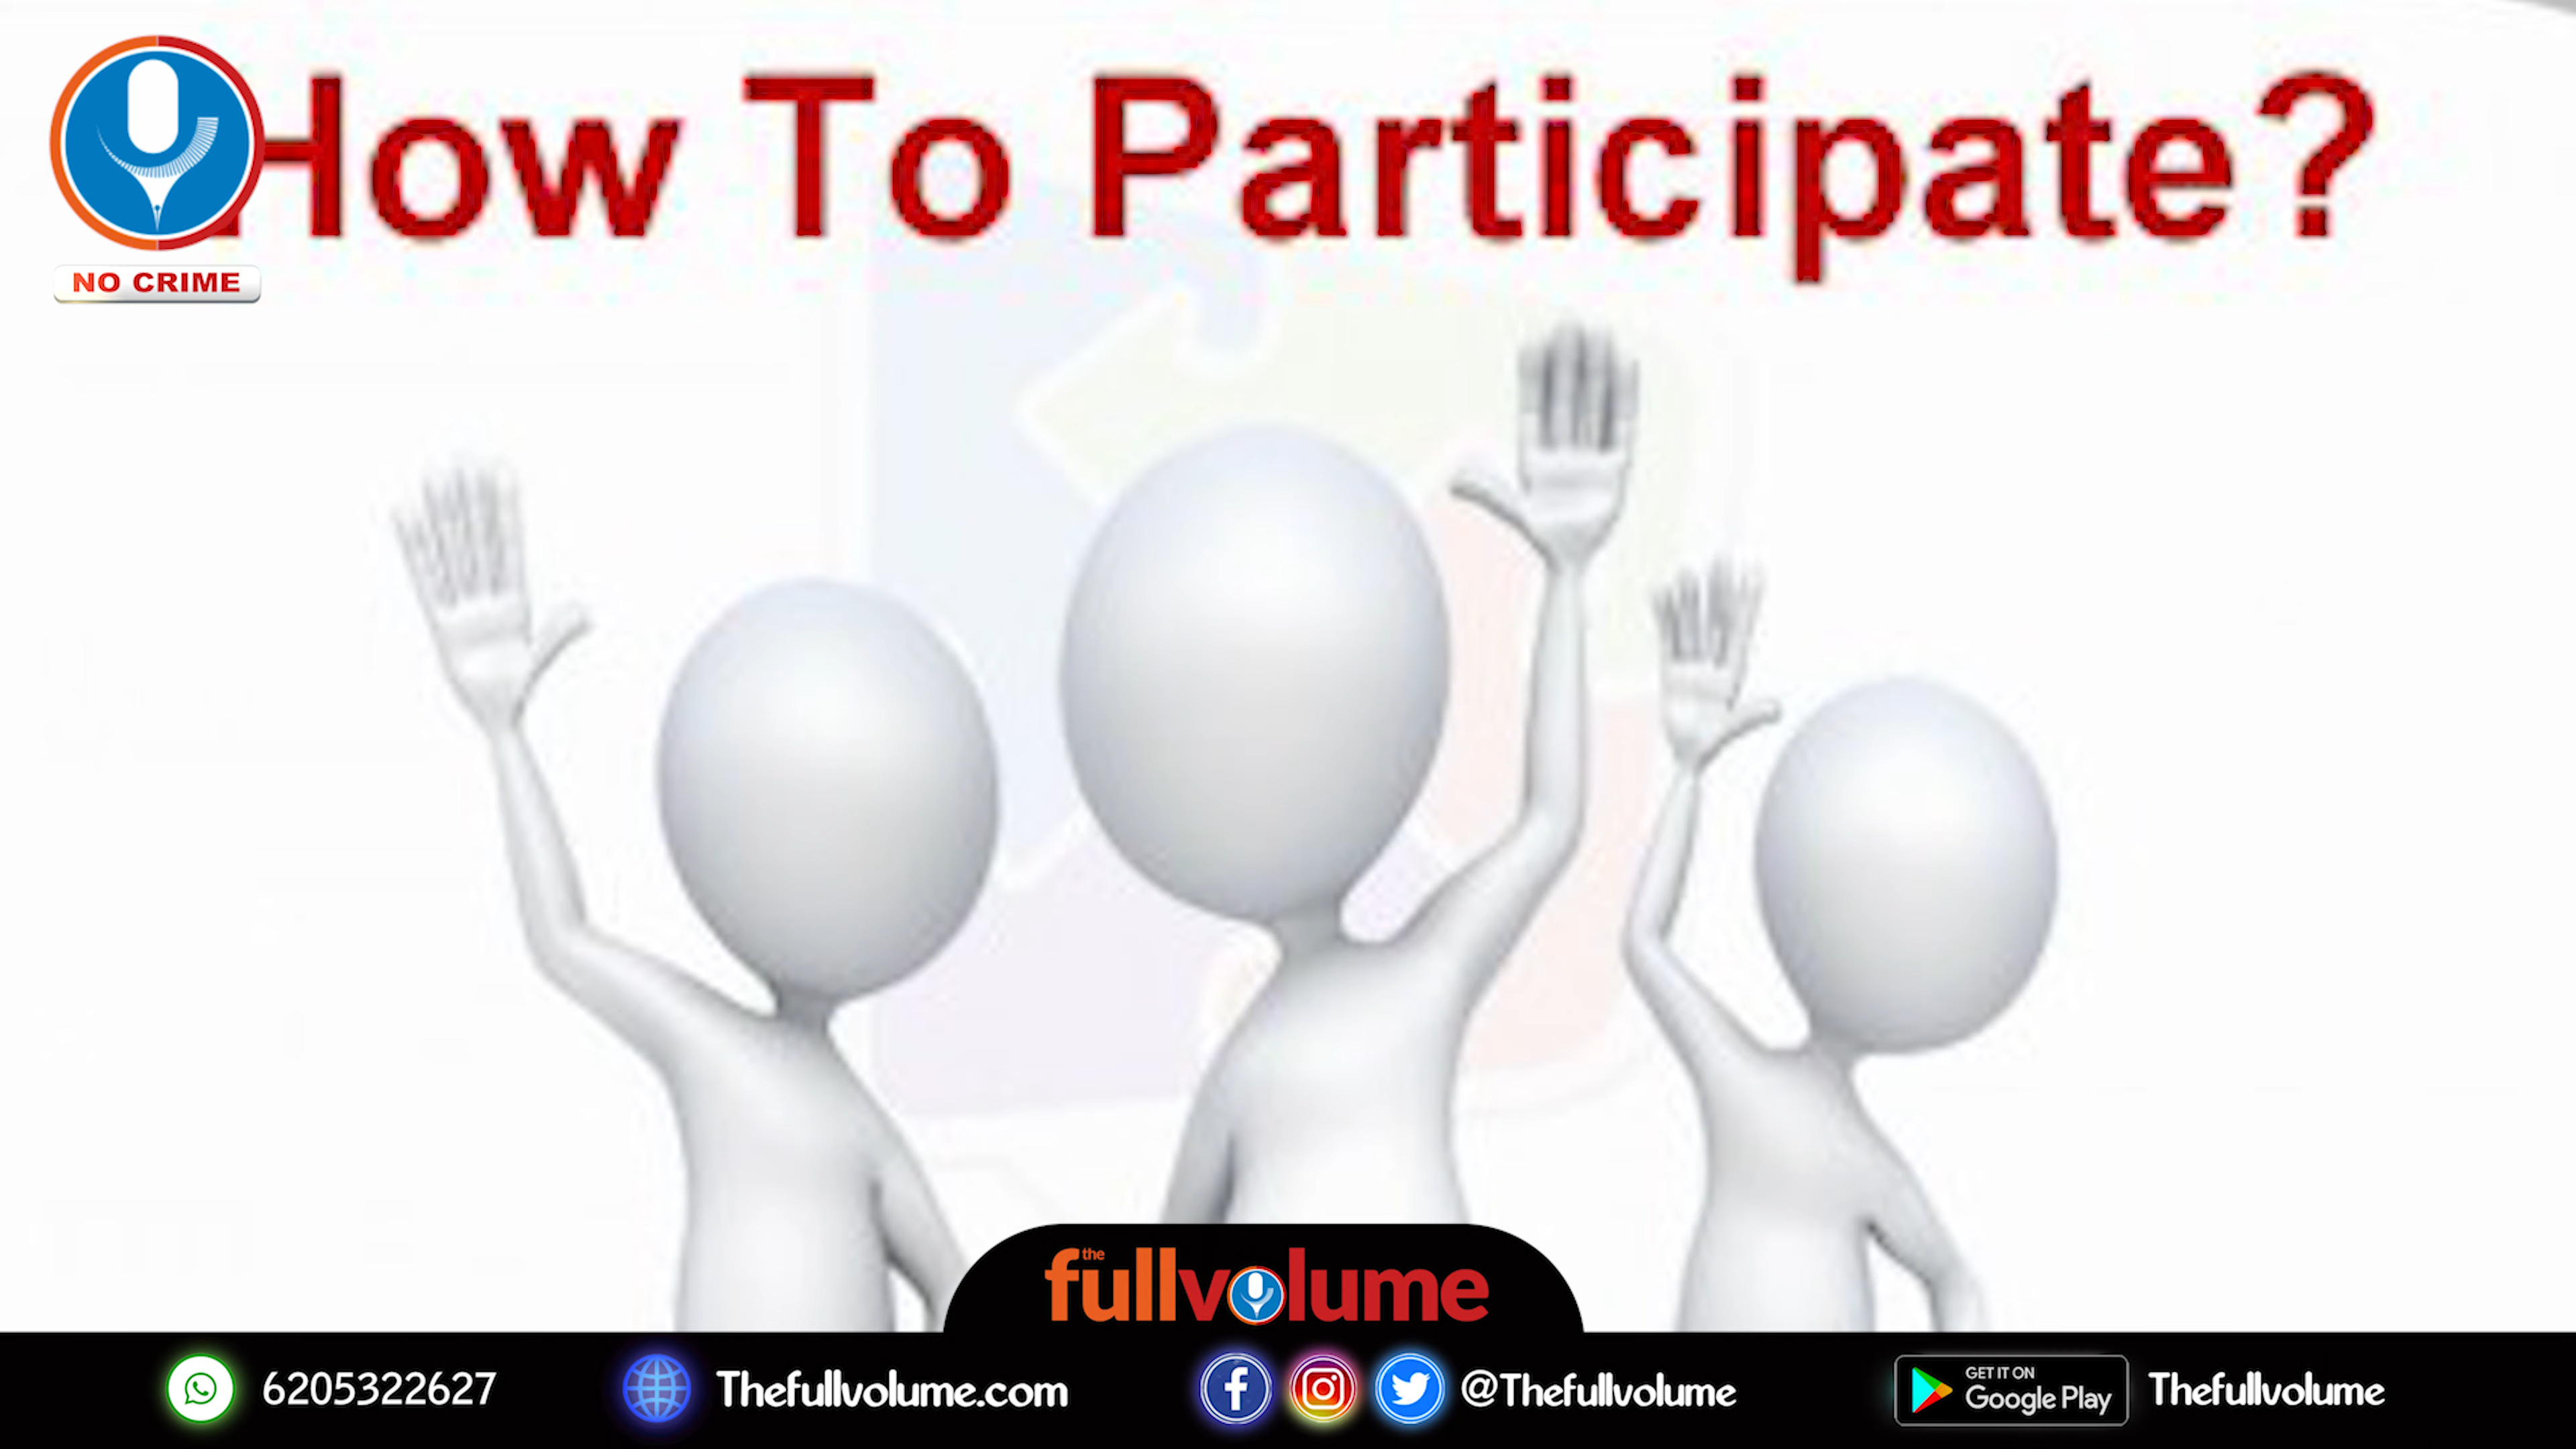 How To Participate?
NO CRIME
the
fullvolume
6205322627
Thefullvolume.com
@Thefullvolume
GET IT ON
Google Play
Thefullvolume